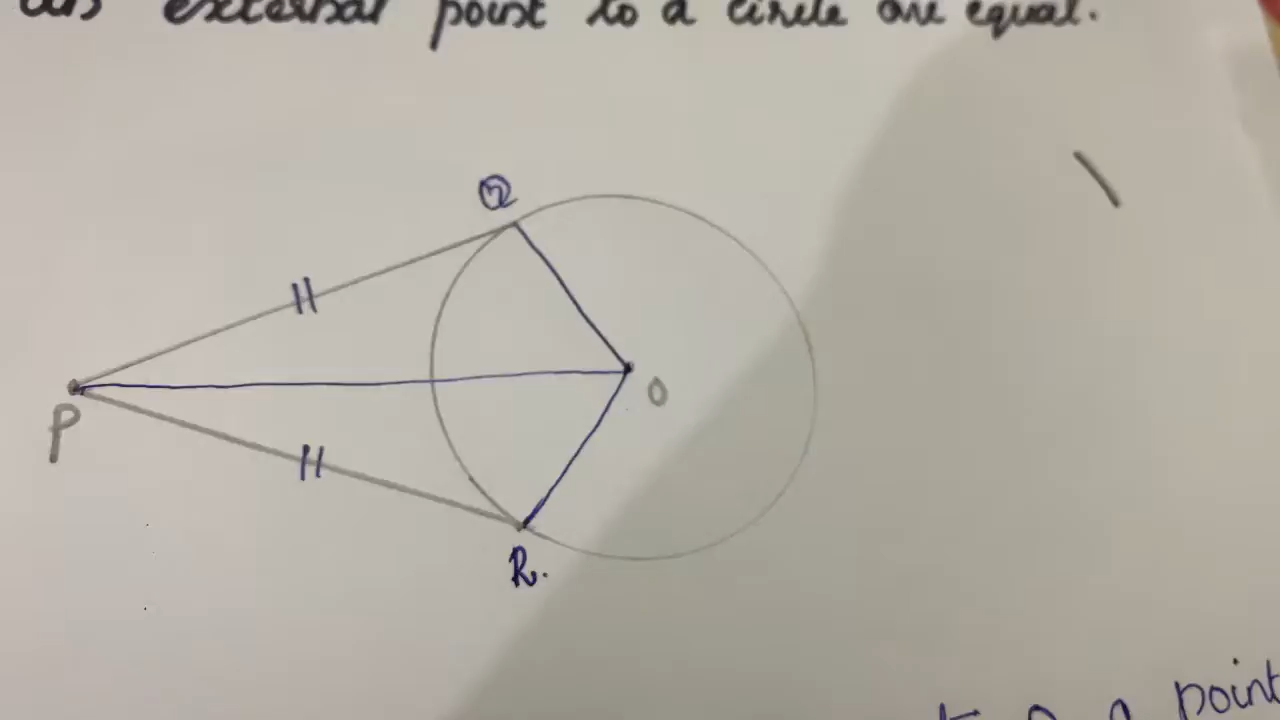 external point to a circle are equal.
Q
P
O
R.
a point